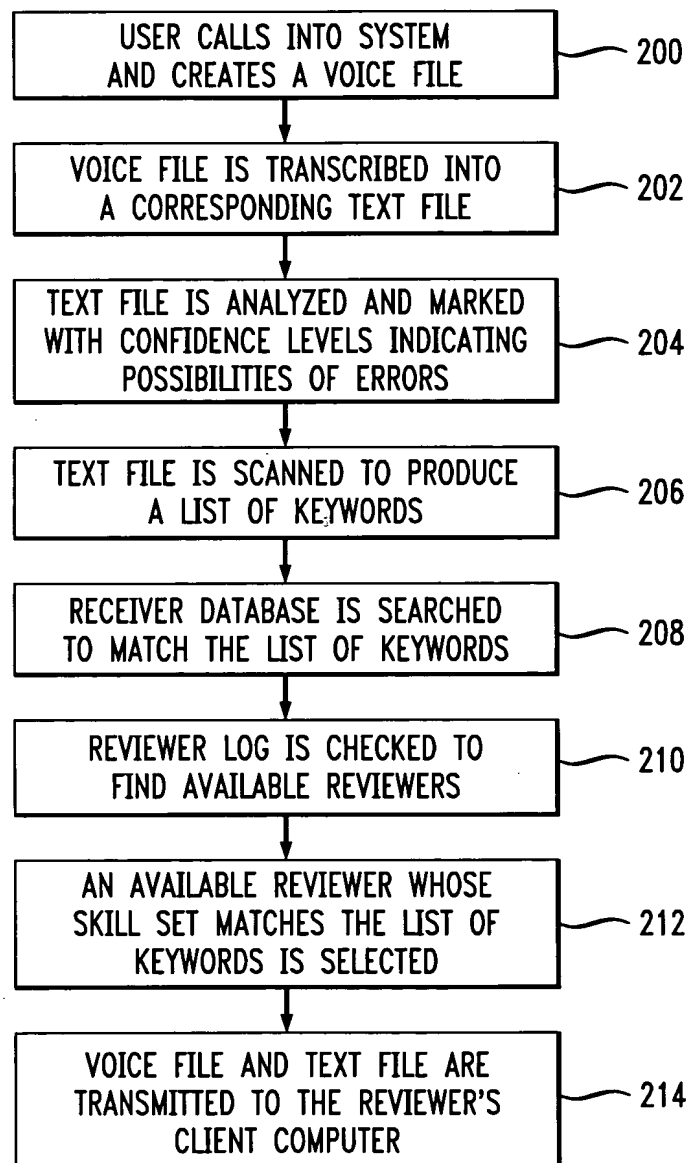 USER CALLS INTO SYSTEM
AND CREATES A VOICE FILE
200
VOICE FILE IS TRANSCRIBED INTO
A CORRESPONDING TEXT FILE
202
TEXT FILE IS ANALYZED AND MARKED
WITH CONFIDENCE LEVELS INDICATING
POSSIBILITIES OF ERRORS
204
TEXT FILE IS SCANNED TO PRODUCE
A LIST OF KEYWORDS
206
RECEIVER DATABASE IS SEARCHED
TO MATCH THE LIST OF KEYWORDS
208
REVIEWER LOG IS CHECKED TO
FIND AVAILABLE REVIEWERS
210
AN AVAILABLE REVIEWER WHOSE
SKILL SET MATCHES THE LIST OF
KEYWORDS IS SELECTED
212
VOICE FILE AND TEXT FILE ARE
TRANSMITTED TO THE REVIEWER'S
CLIENT COMPUTER
214